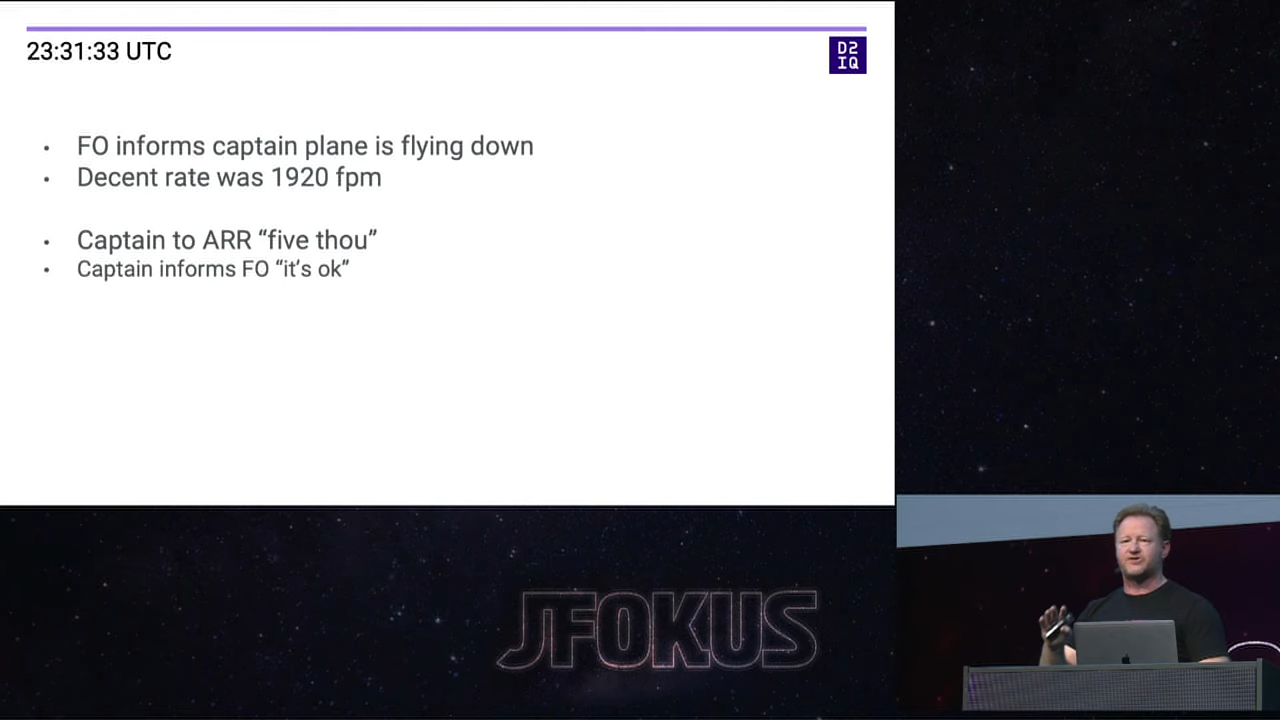 23:31:33 UTC
D2
IQ
• FO informs captain plane is flying down
• Decent rate was 1920 fpm
• Captain to ARR “five thou”
• Captain informs FO “it’s ok”
JFOKUS